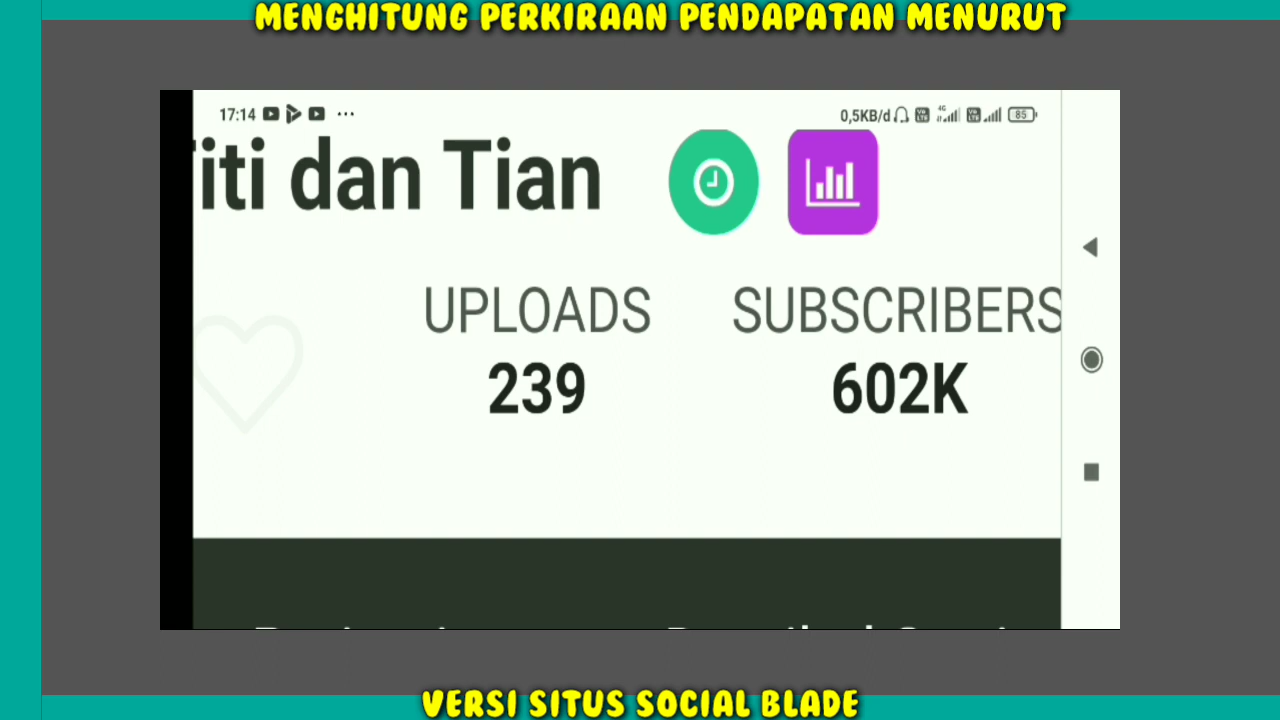 MENGHITUNG PERKIRAAN PENDAPATAN MENURUT
17:14 ... 0,5KB/d 4G 85
iti dan Tian
UPLOADS SUBSCRIBERS
239 602K
VERSI SITUS SOCIAL BLADE